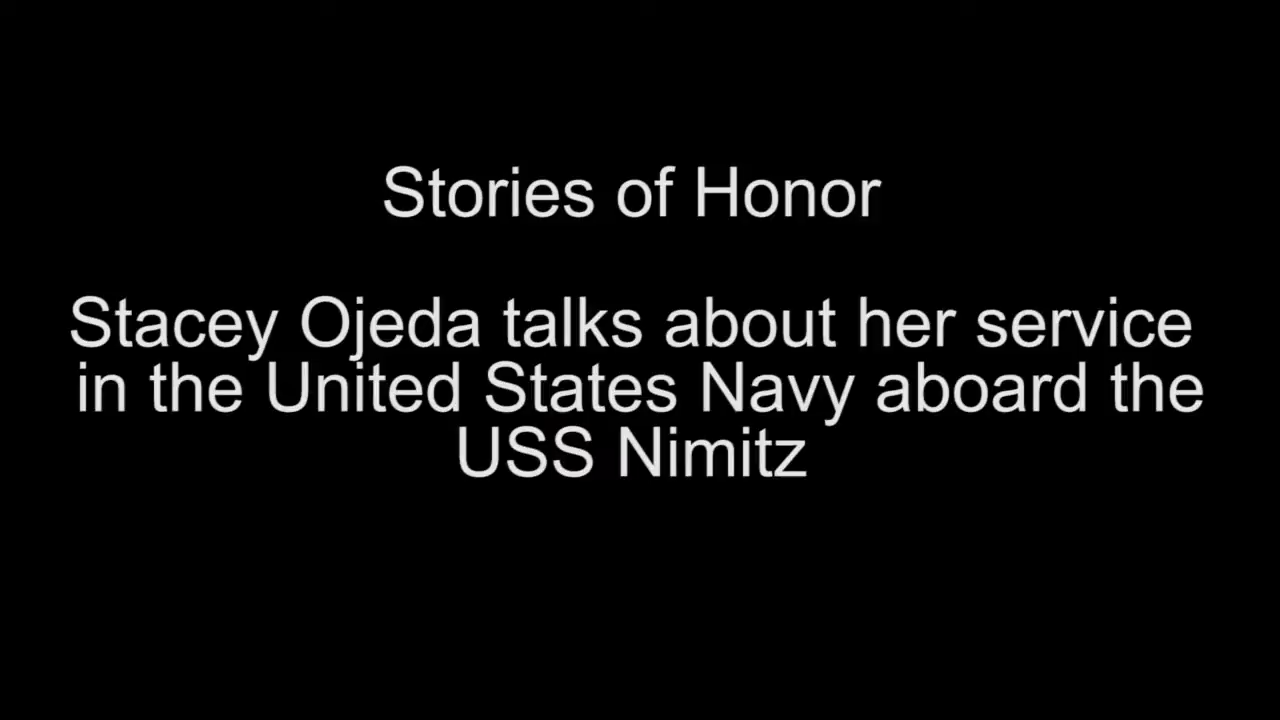 Stories of Honor
Stacey Ojeda talks about her service
in the United States Navy aboard the
USS Nimitz